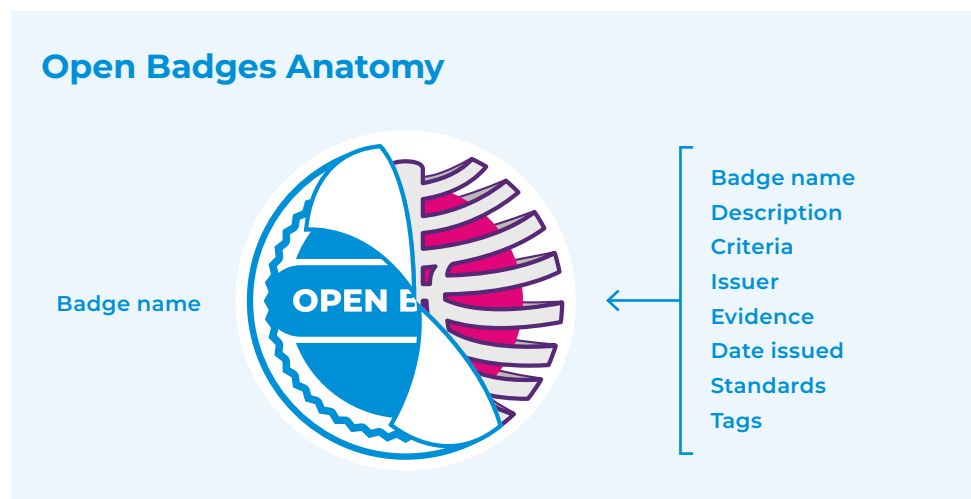 Open Badges Anatomy
Badge name
OPEN B
Badge name
Description
Criteria
Issuer
Evidence
Date issued
Standards
Tags